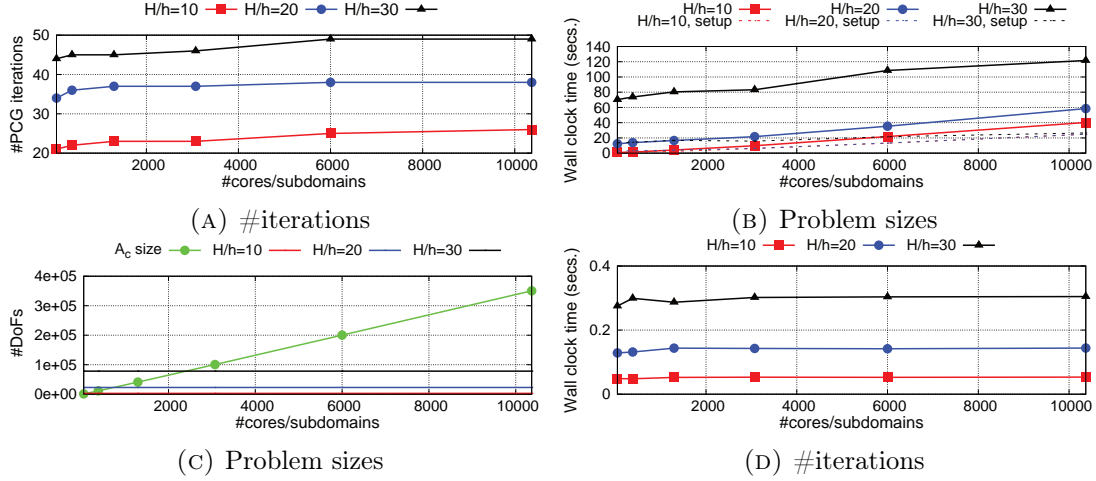 H/h=10 H/h=20 H/h=30
#PCG iterations
50
40
30
20
2000 4000 6000 8000 10000
#cores/subdomains
(A) #iterations
H/h=10 H/h=20 H/h=30
H/h=10, setup H/h=20, setup H/h=30, setup
Wall clock time (secs.)
140
120
100
80
60
40
20
0
2000 4000 6000 8000 10000
#cores/subdomains
(B) Problem sizes
Ac size H/h=10 H/h=20 H/h=30
#DoFs
4e+05
3e+05
2e+05
1e+05
0e+00
2000 4000 6000 8000 10000
#cores/subdomains
(C) Problem sizes
H/h=10 H/h=20 H/h=30
Wall clock time (secs.)
0.4
0.2
0
2000 4000 6000 8000 10000
#cores/subdomains
(D) #iterations